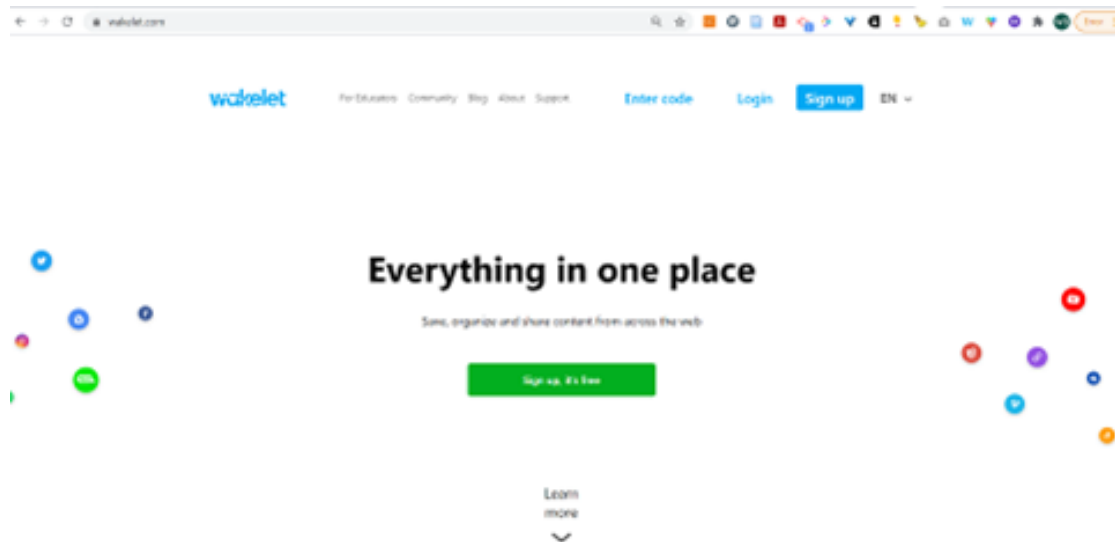 wakelet.com
wakelet For Educators Community Blog About Support Enter code Login Sign up EN
Everything in one place
Save, organize and share content from across the web
Sign up, it's free
Learn
more